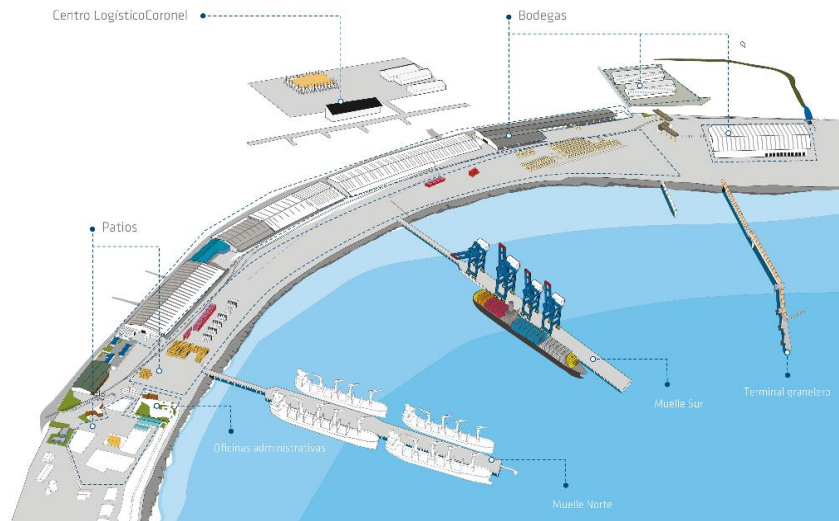 Centro LogísticoCoronel
Bodegas
Patios
Oficinas administrativas
Muelle Sur
Terminal granelero
Muelle Norte